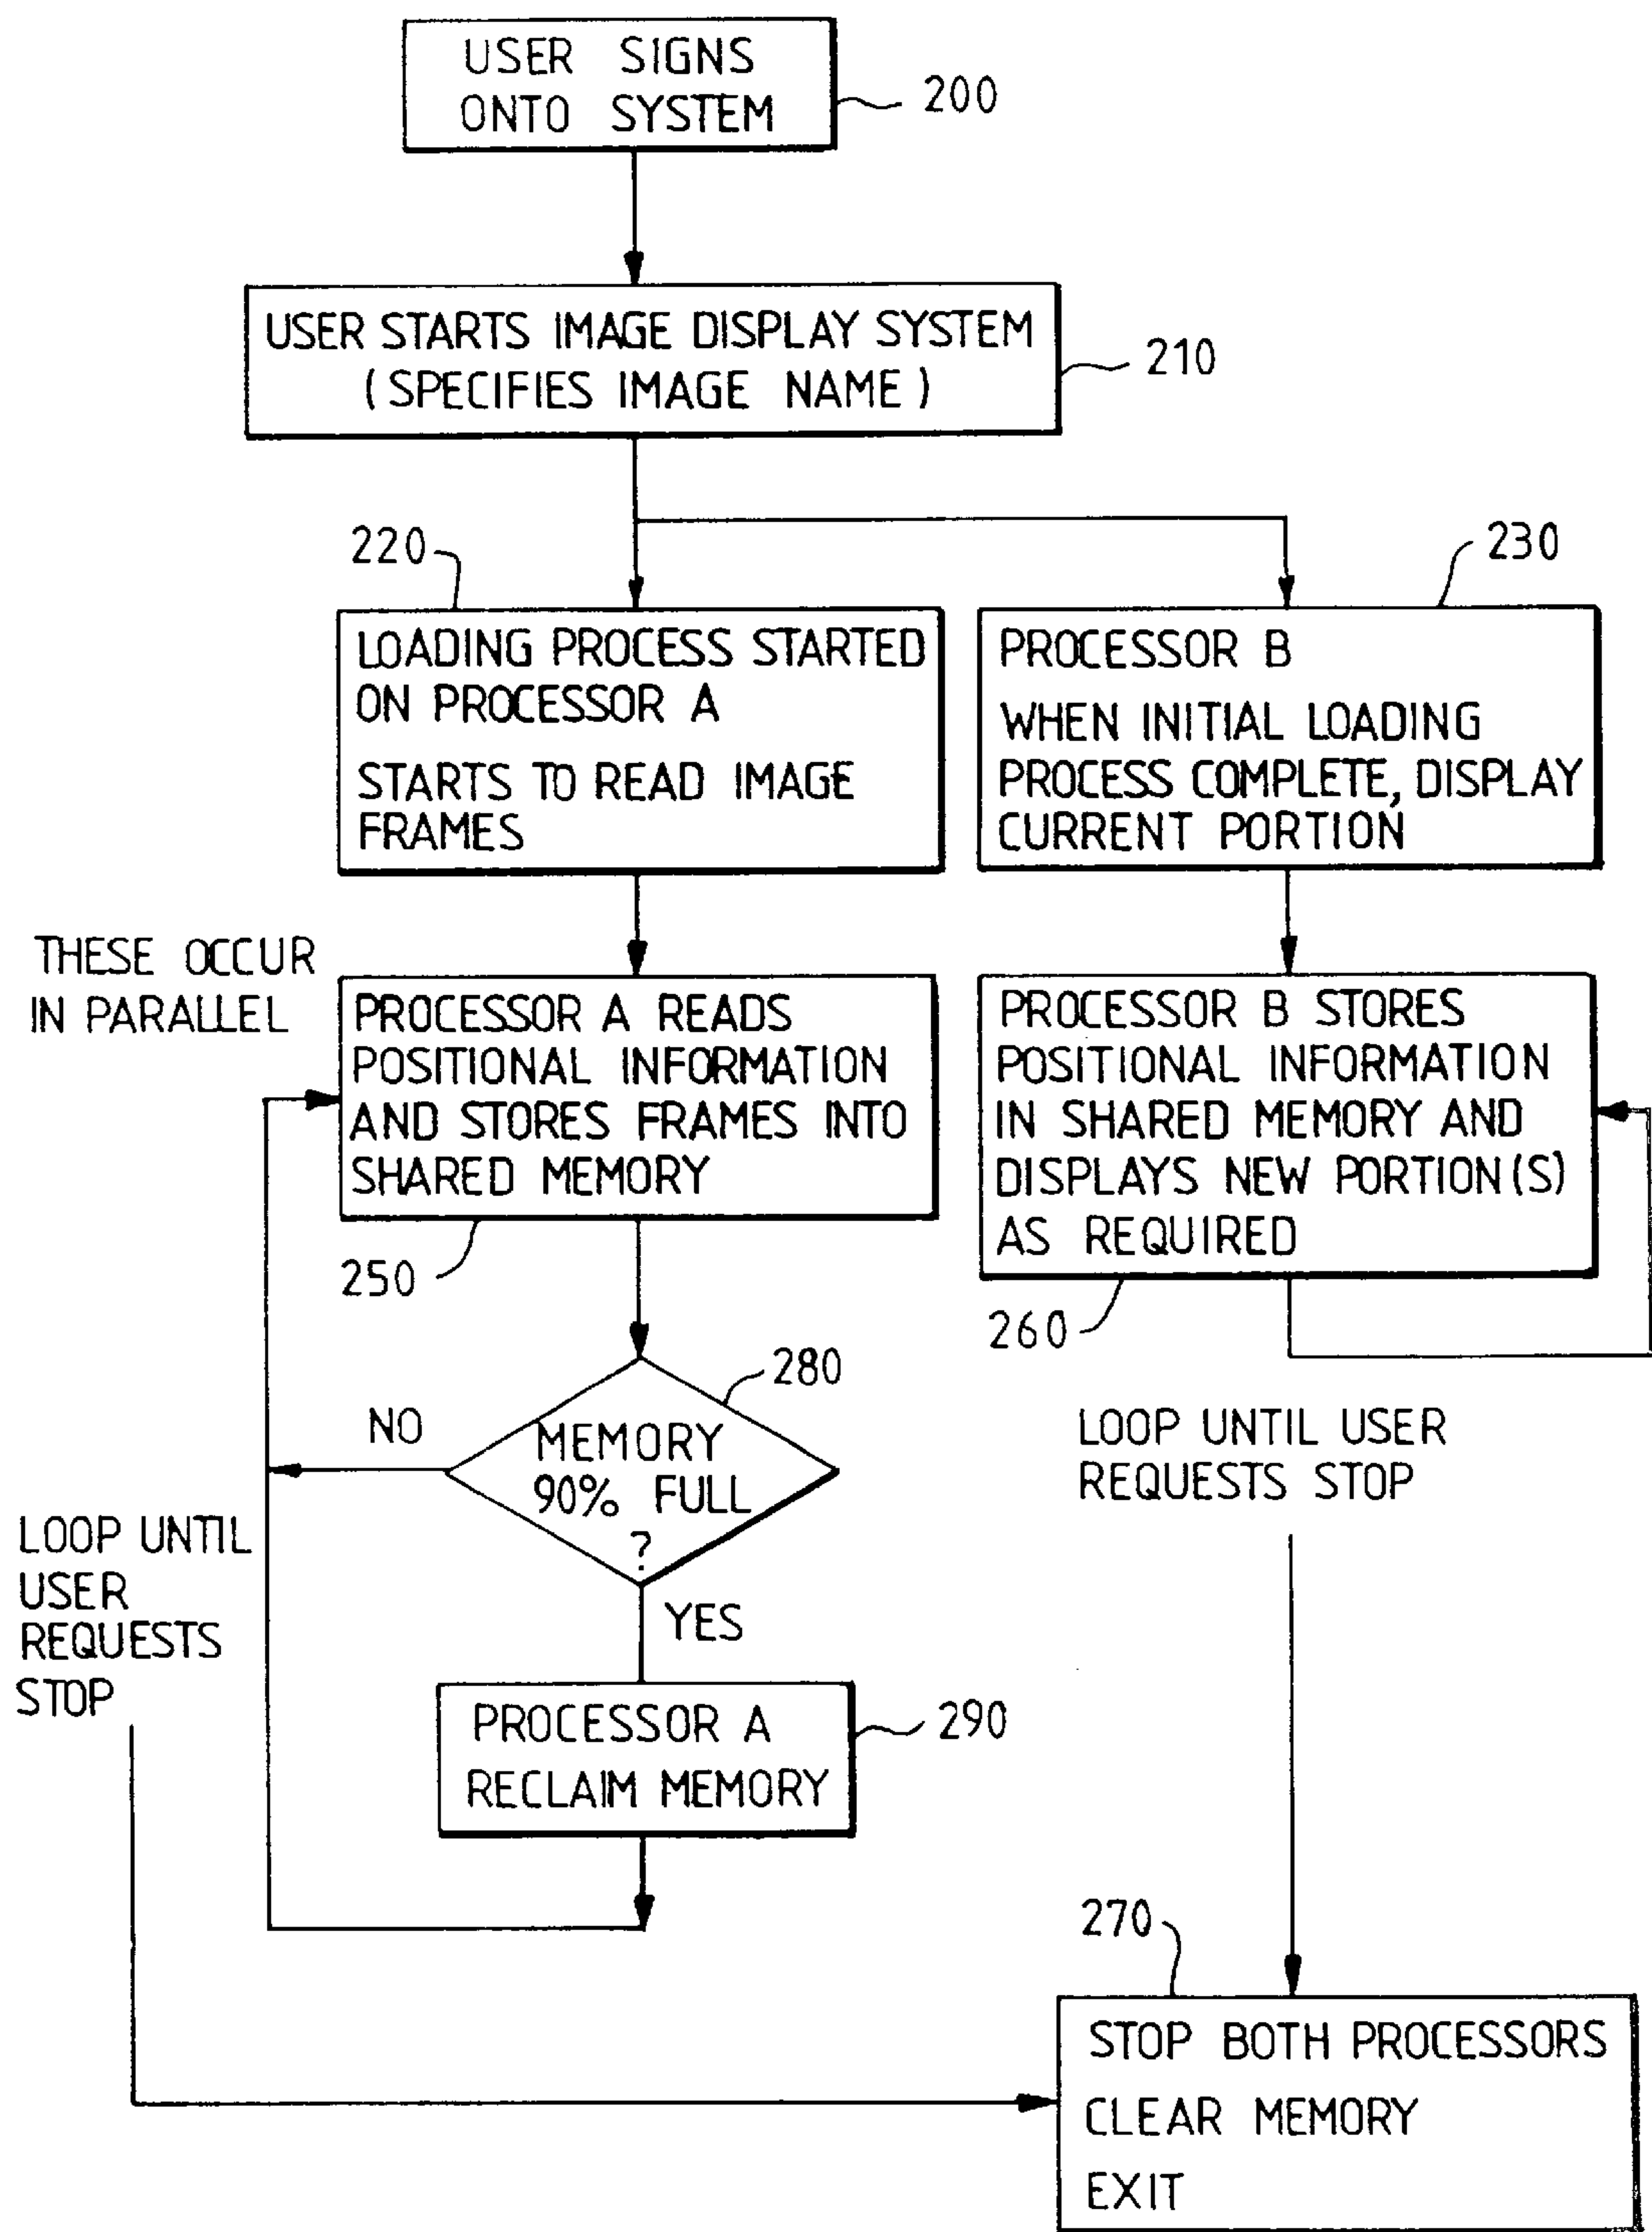 USER SIGNS
ONTO SYSTEM
200
USER STARTS IMAGE DISPLAY SYSTEM
(SPECIFIES IMAGE NAME)
210
220
230
LOADING PROCESS STARTED
ON PROCESSOR A
STARTS TO READ IMAGE
FRAMES
PROCESSOR B
WHEN INITIAL LOADING
PROCESS COMPLETE, DISPLAY
CURRENT PORTION
THESE OCCUR
IN PARALLEL
PROCESSOR A READS
POSITIONAL INFORMATION
AND STORES FRAMES INTO
SHARED MEMORY
250
PROCESSOR B STORES
POSITIONAL INFORMATION
IN SHARED MEMORY AND
DISPLAYS NEW PORTION(S)
AS REQUIRED
260
280
NO
MEMORY
90% FULL
?
YES
LOOP UNTIL USER
REQUESTS STOP
LOOP UNTIL
USER
REQUESTS
STOP
PROCESSOR A
RECLAIM MEMORY
290
270
STOP BOTH PROCESSORS
CLEAR MEMORY
EXIT